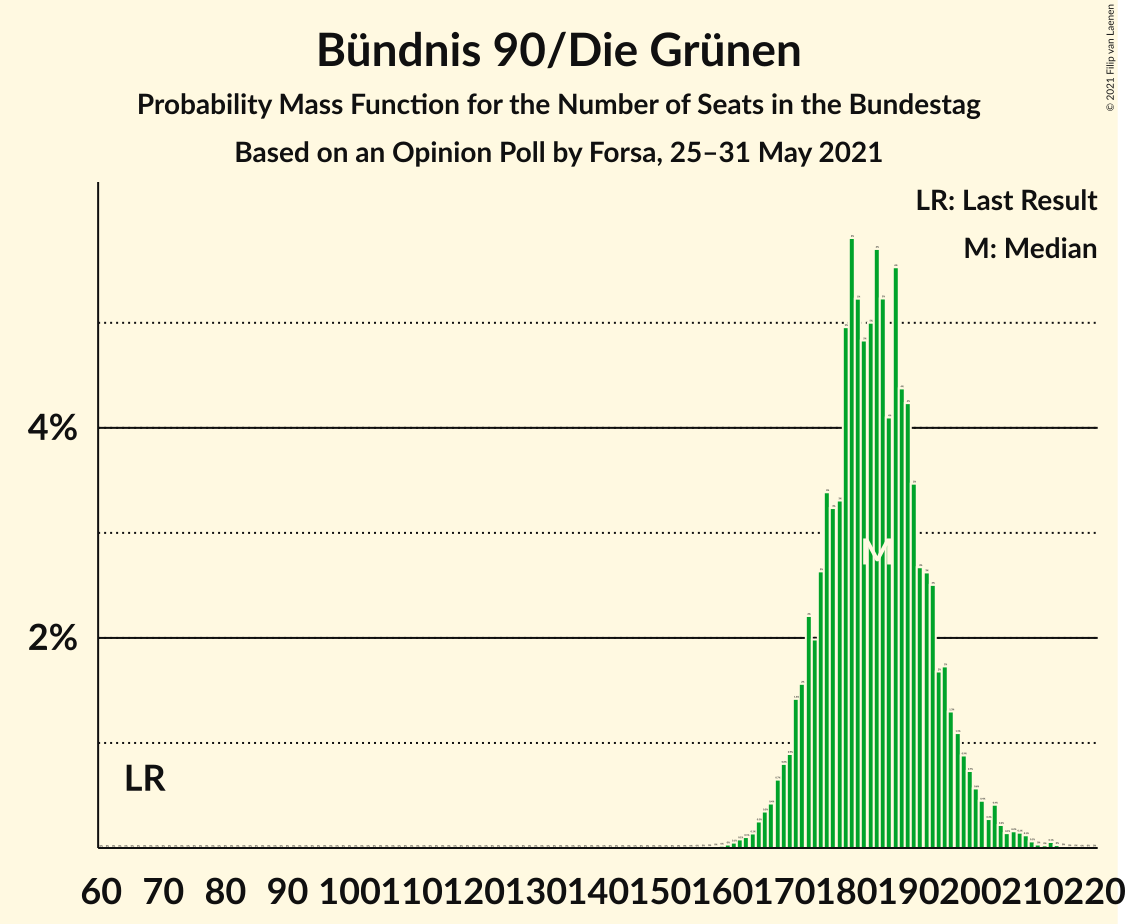 Bündnis 90/Die Grünen
Probability Mass Function for the Number of Seats in the Bundestag
Based on an Opinion Poll by Forsa, 25–31 May 2021
© 2021 Filip van Laenen
LR: Last Result
M: Median
4%
2%
M
LR
60 70 80 90 100 110 120 130 140 150 160 170 180 190 200 210 220